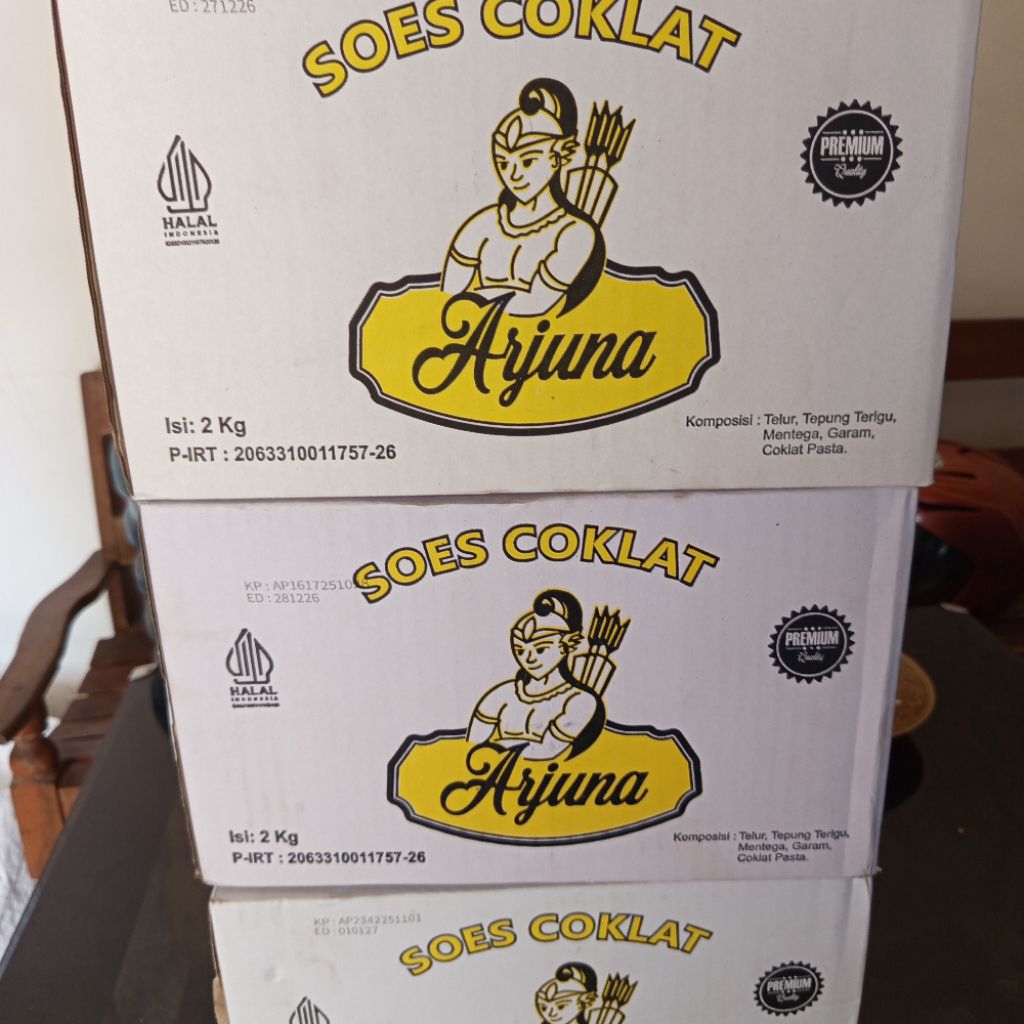 ED : 271226
SOES COKLAT
HALAL
INDONESIA
PREMIUM
Quality
Arjuna
Isi: 2 Kg
P-IRT : 2063310011757-26
Komposisi : Telur, Tepung Terigu,
Mentega, Garam,
Coklat Pasta.
SOES COKLAT
ED : 281226
HALAL
INDONESIA
PREMIUM
Quality
Arjuna
Isi: 2 Kg
P-IRT : 2063310011757-26
Komposisi : Telur, Tepung Terigu,
Mentega, Garam,
Coklat Pasta.
KP : AP2342251101
ED : 010127
SOES COKLAT
PREMIUM
Quality